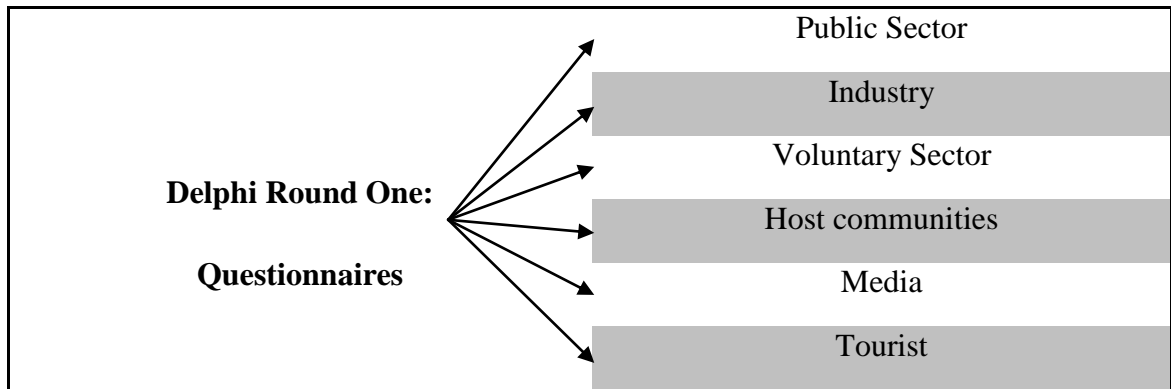 Delphi Round One:
Questionnaires
Public Sector
Industry
Voluntary Sector
Host communities
Media
Tourist